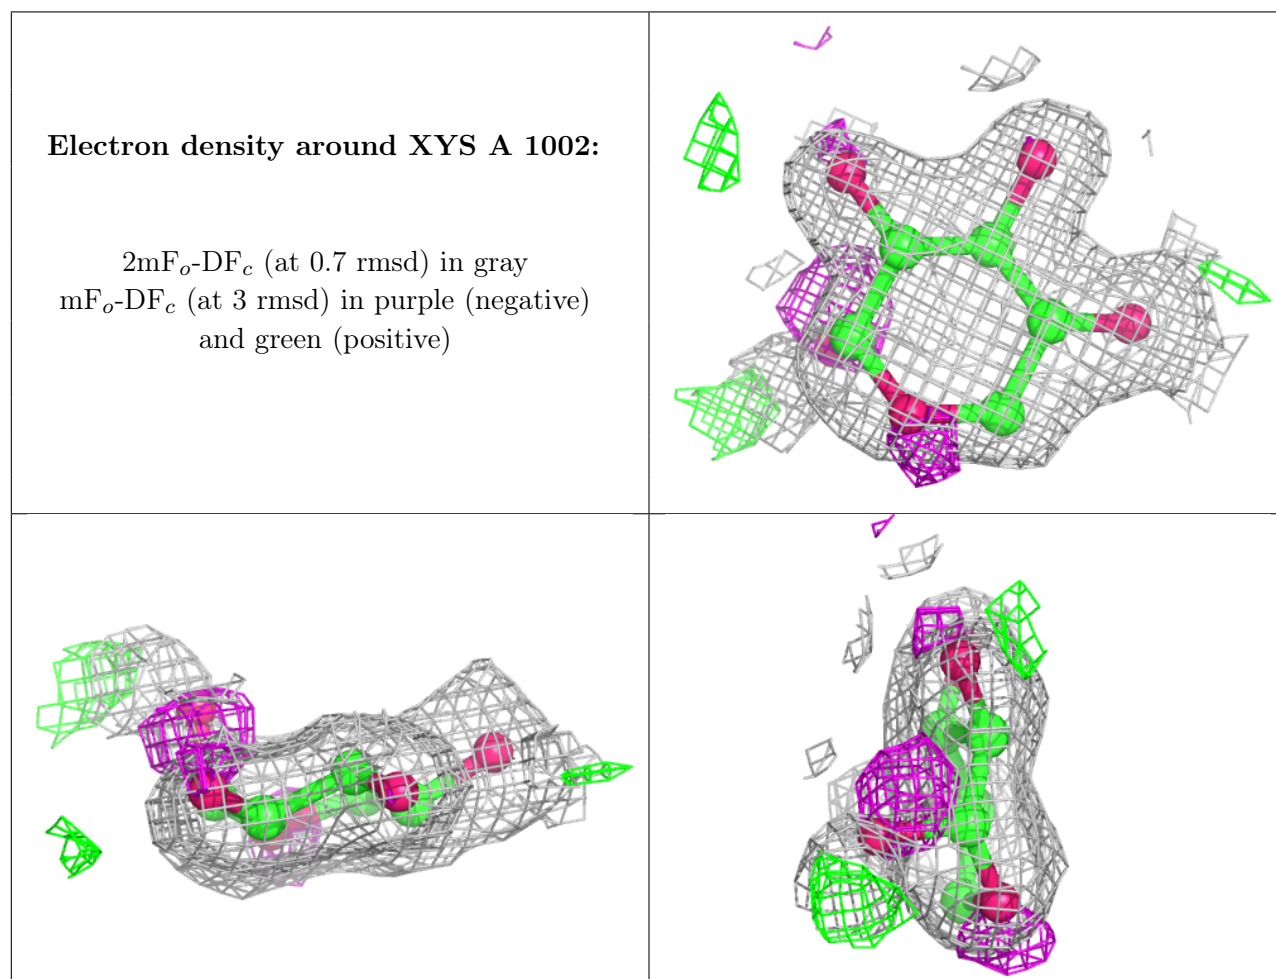 Electron density around XYS A 1002:
2mFo-DFc (at 0.7 rmsd) in gray
mFo-DFc (at 3 rmsd) in purple (negative)
and green (positive)